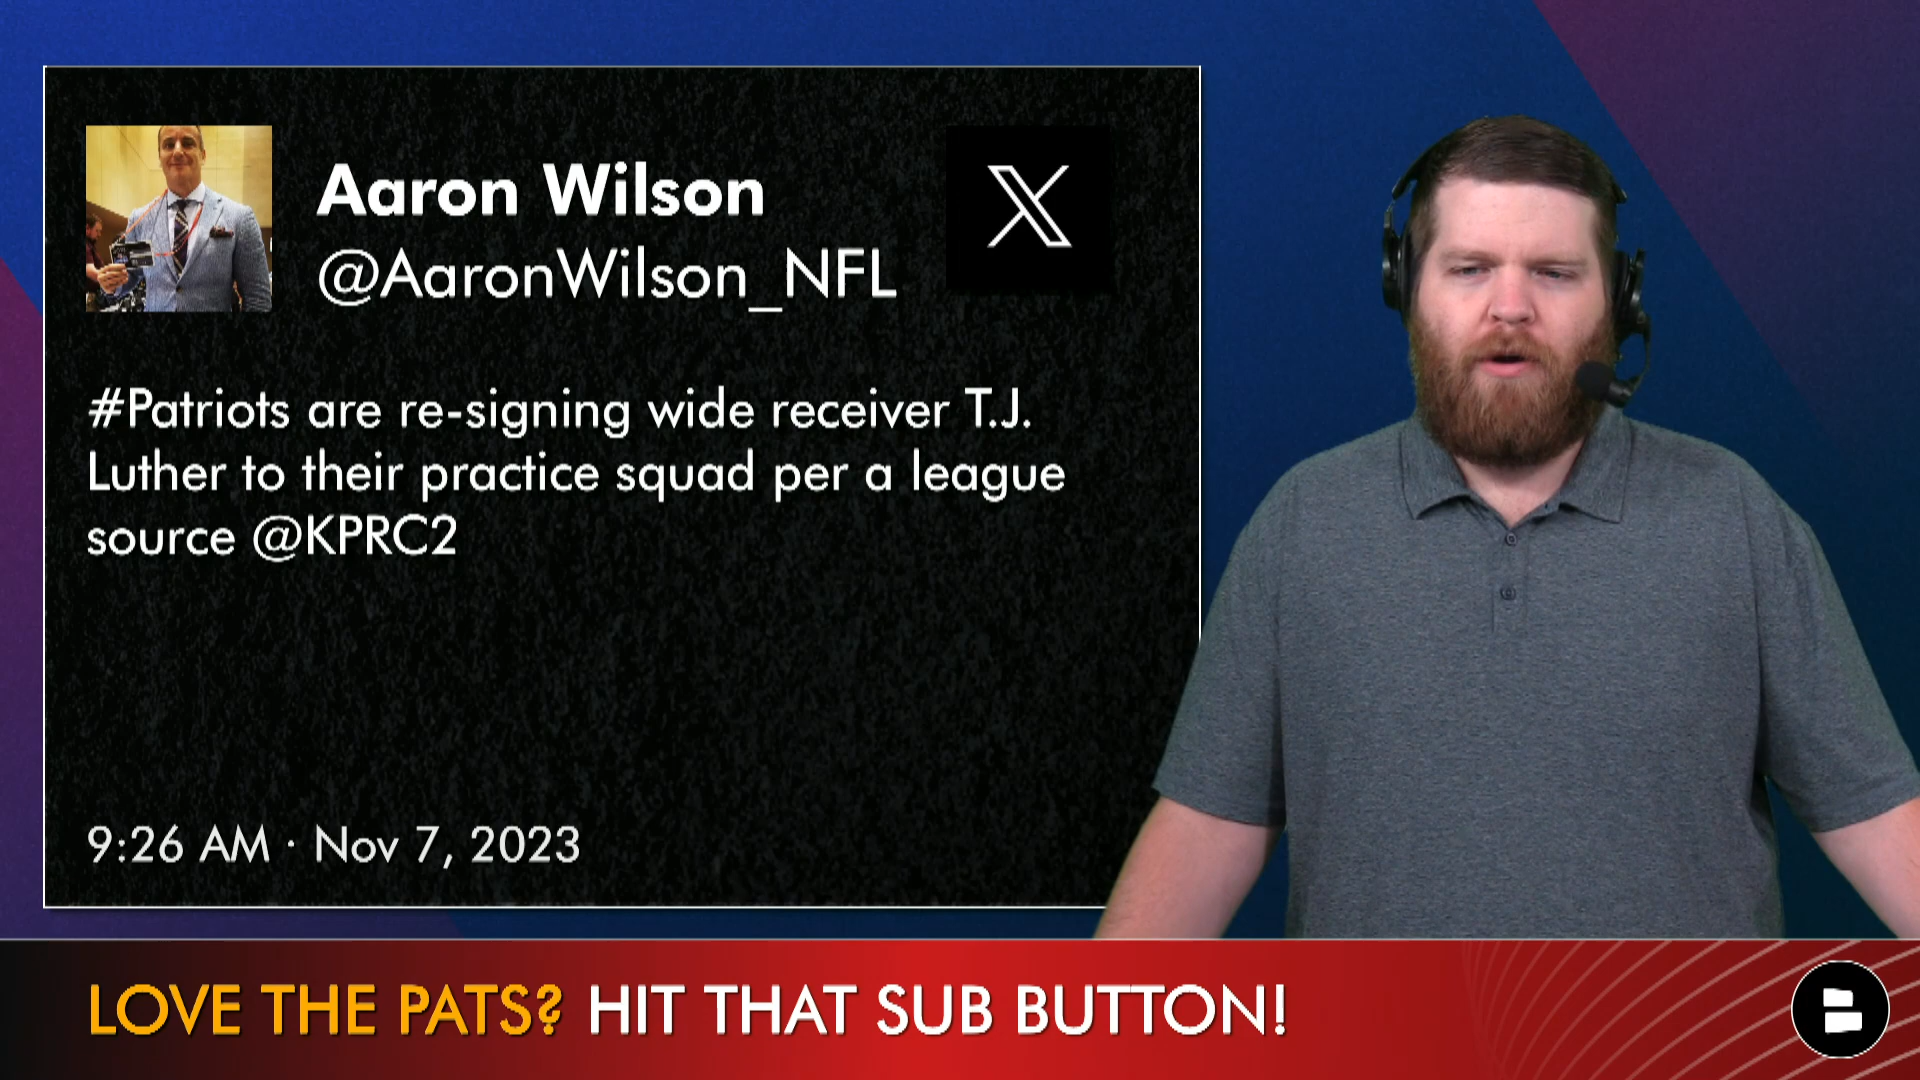 Aaron Wilson
@AaronWilson_NFL
#Patriots are re-signing wide receiver T.J.
Luther to their practice squad per a league
source @KPRC2
9:26 AM · Nov 7, 2023
LOVE THE PATS? HIT THAT SUB BUTTON!